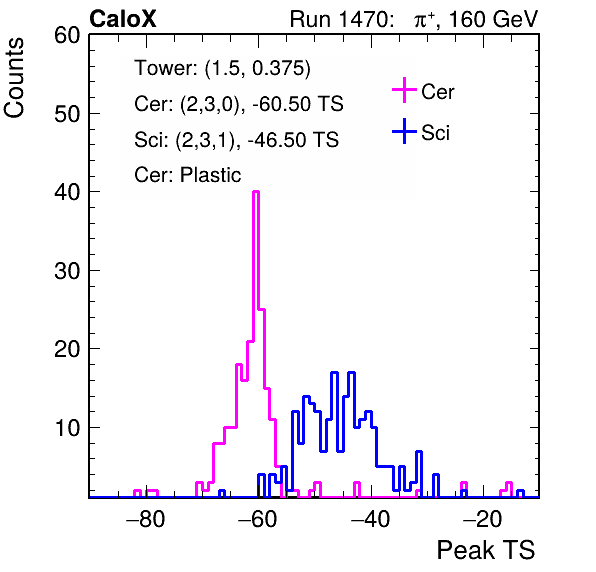 CaloX Run 1470: π⁺, 160 GeV
Counts
60
Tower: (1.5, 0.375)
Cer: (2,3,0), -60.50 TS
Sci: (2,3,1), -46.50 TS
Cer: Plastic
Cer
Sci
50
40
30
20
10
−80 −60 −40 −20
Peak TS